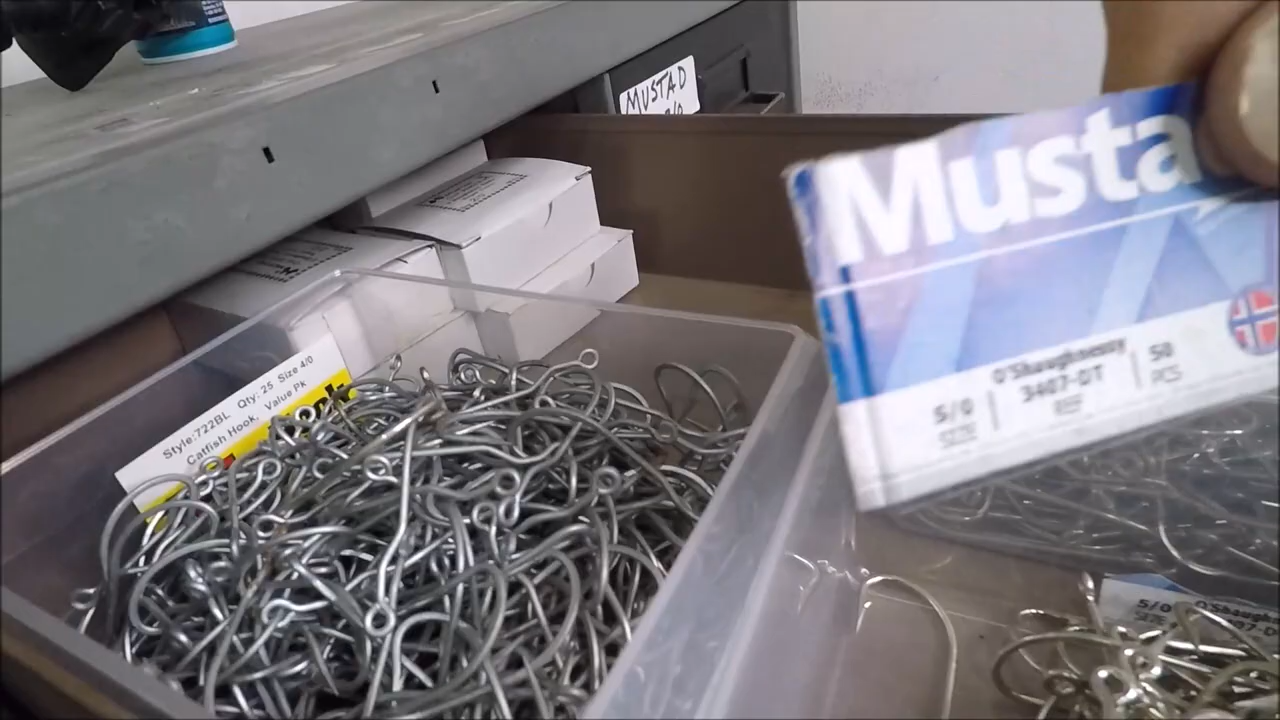 MUSTAD
Musta
O'Shaughnessy
5/0 3407-DT 50
SIZE REF PCS
Style:722BL Qty: 25 Size 4/0
Catfish Hook, Value Pk
5/0 O'Shaugh
SIZE